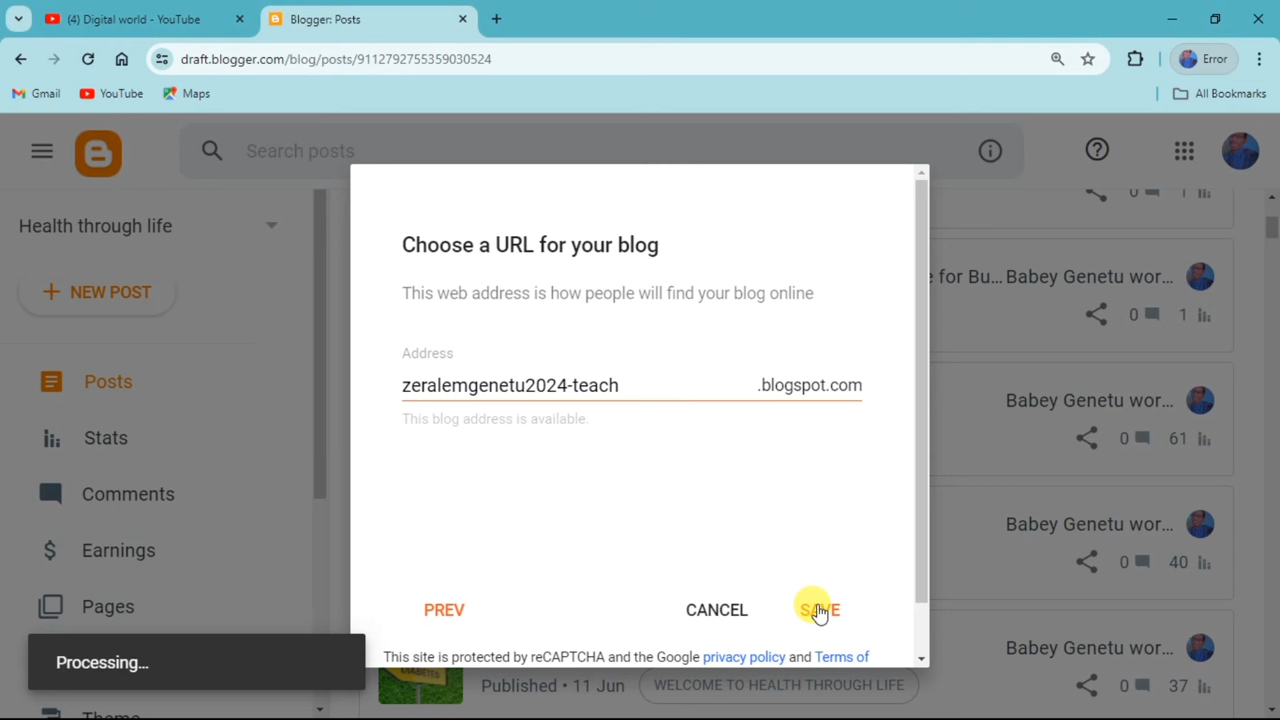 (4) Digital world - YouTube
Blogger: Posts
draft.blogger.com/blog/posts/9112792755359030524
Error
Gmail
YouTube
Maps
All Bookmarks
Search posts
Health through life
NEW POST
Posts
Stats
Comments
Earnings
Pages
Theme
Processing...
Choose a URL for your blog
This web address is how people will find your blog online
Address
zeralemgenetu2024-teach
.blogspot.com
This blog address is available.
PREV
CANCEL
SAVE
This site is protected by reCAPTCHA and the Google privacy policy and Terms of
0 1
e for Bu... Babey Genetu wor...
0 1
Babey Genetu wor...
0 61
Babey Genetu wor...
0 40
Babey Genetu wor...
DIABETES
Published • 11 Jun
WELCOME TO HEALTH THROUGH LIFE
0 37